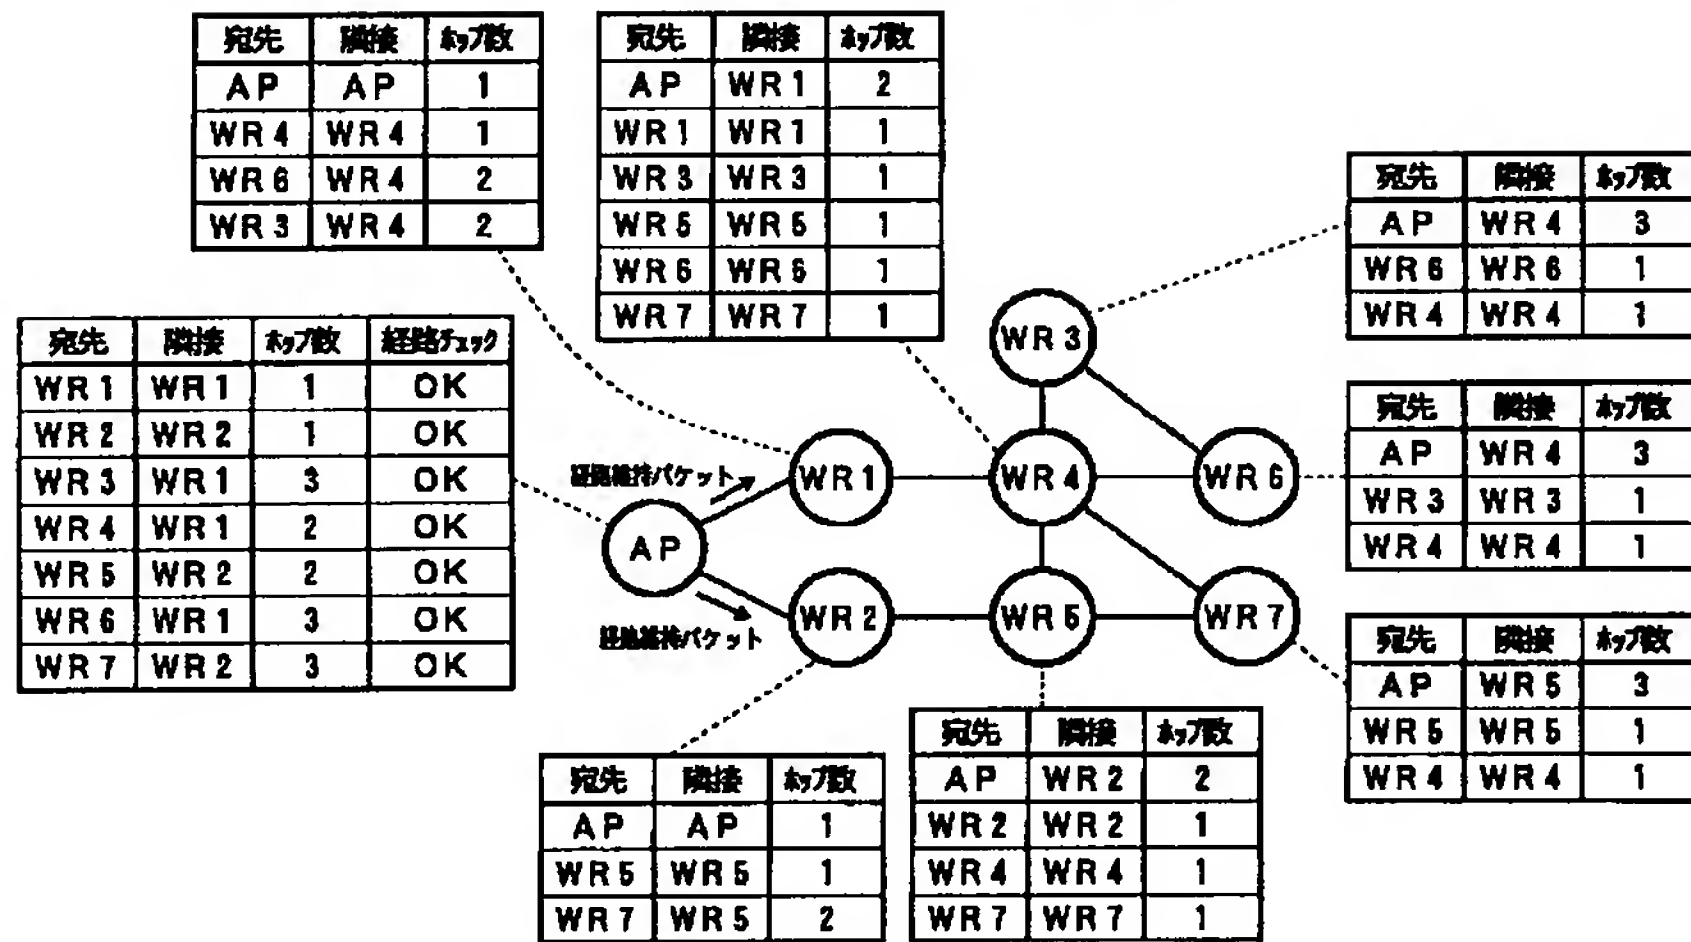 宛先 隣接 ホップ数
AP AP 1
WR4 WR4 1
WR6 WR4 2
WR3 WR4 2
宛先 隣接 ホップ数
AP WR1 2
WR1 WR1 1
WR3 WR3 1
WR5 WR5 1
WR6 WR6 1
WR7 WR7 1
宛先 隣接 ホップ数
AP WR4 3
WR6 WR6 1
WR4 WR4 1
宛先 隣接 ホップ数 経路チェック
WR1 WR1 1 OK
WR2 WR2 1 OK
WR3 WR1 3 OK
WR4 WR1 2 OK
WR5 WR2 2 OK
WR6 WR1 3 OK
WR7 WR2 3 OK
WR3
経路維持パケット
WR1
WR4
WR6
AP
WR2
WR5
WR7
経路維持パケット
宛先 隣接 ホップ数
AP WR4 3
WR3 WR3 1
WR4 WR4 1
宛先 隣接 ホップ数
AP WR5 3
WR5 WR5 1
WR4 WR4 1
宛先 隣接 ホップ数
AP AP 1
WR5 WR5 1
WR7 WR5 2
宛先 隣接 ホップ数
AP WR2 2
WR2 WR2 1
WR4 WR4 1
WR7 WR7 1